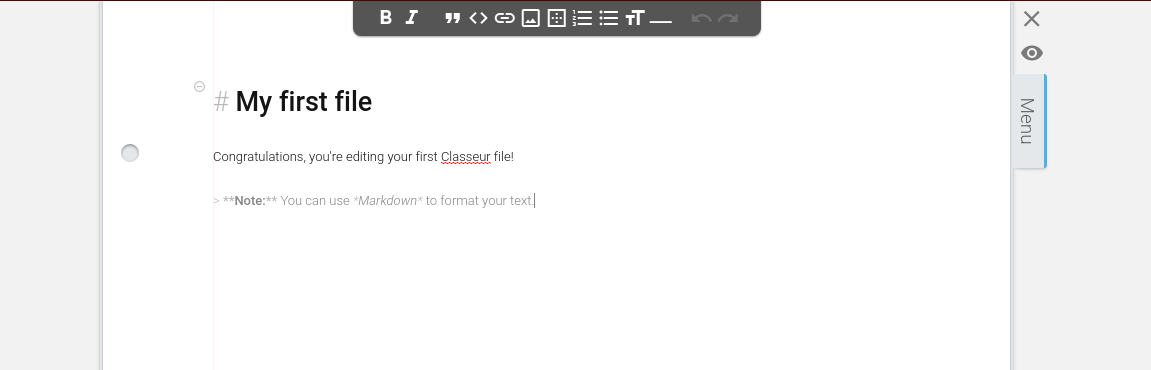 # My first file
Congratulations, you're editing your first Classeur file!
> **Note:** You can use *Markdown* to format your text.
Menu